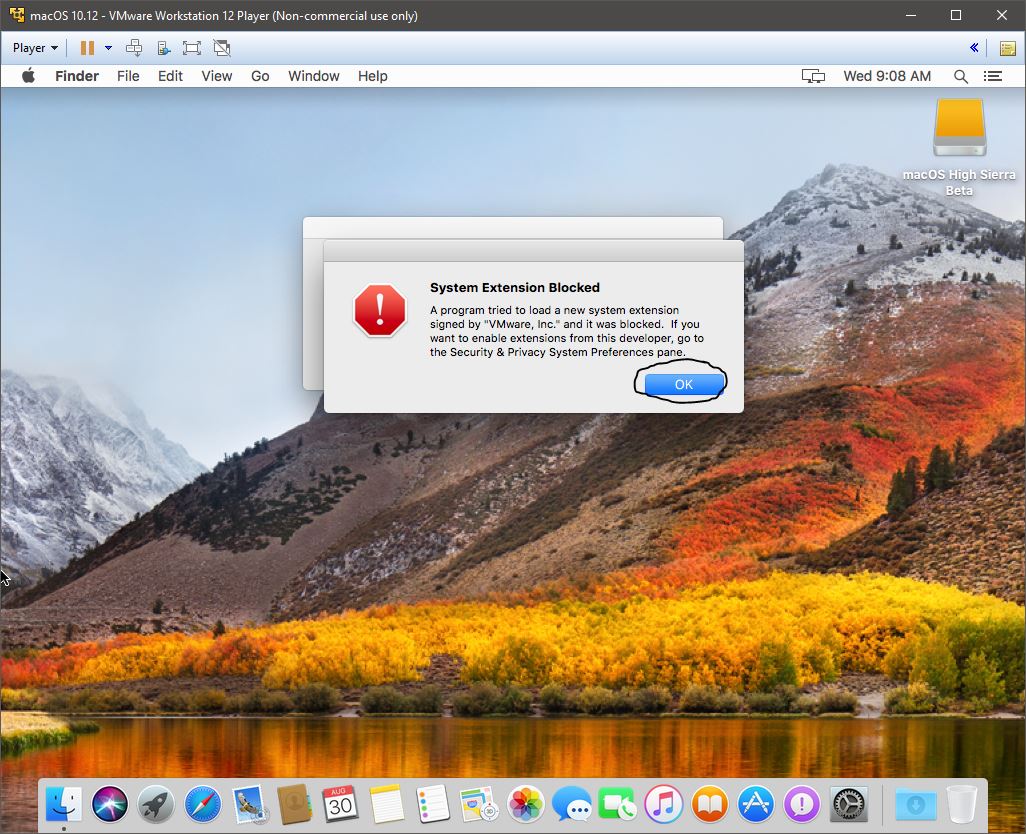 macOS 10.12 - VMware Workstation 12 Player (Non-commercial use only)
Player
Finder File Edit View Go Window Help Wed 9:08 AM
macOS High Sierra
Beta
System Extension Blocked
A program tried to load a new system extension
signed by "VMware, Inc." and it was blocked. If you
want to enable extensions from this developer, go to
the Security & Privacy System Preferences pane.
OK
AUG
30